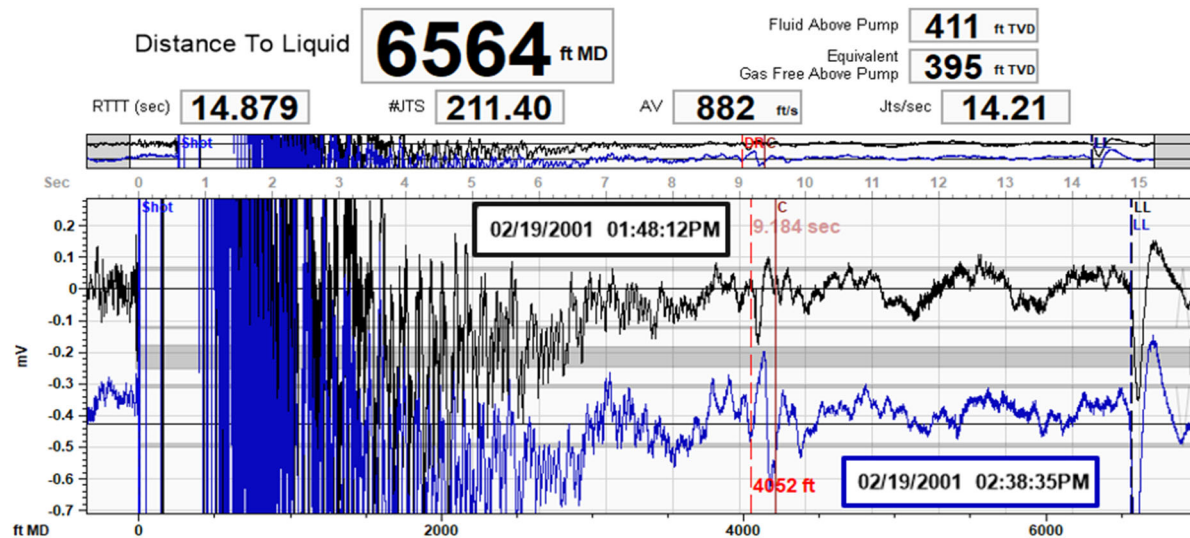 Distance To Liquid 6564 ft MD
Fluid Above Pump 411 ft TVD
Equivalent
Gas Free Above Pump 395 ft TVD
RTTT (sec) 14.879 #JTS 211.40 AV 882 ft/s Jts/sec 14.21
Shot DRC LL
Sec 0 1 2 3 4 5 6 7 8 9 10 11 12 13 14 15
Shot C LL
LL
02/19/2001 01:48:12PM
9.184 sec
0.2
0.1
0
-0.1
-0.2
-0.3
-0.4
-0.5
-0.6
-0.7
mV
4052 ft
02/19/2001 02:38:35PM
ft MD 0 2000 4000 6000